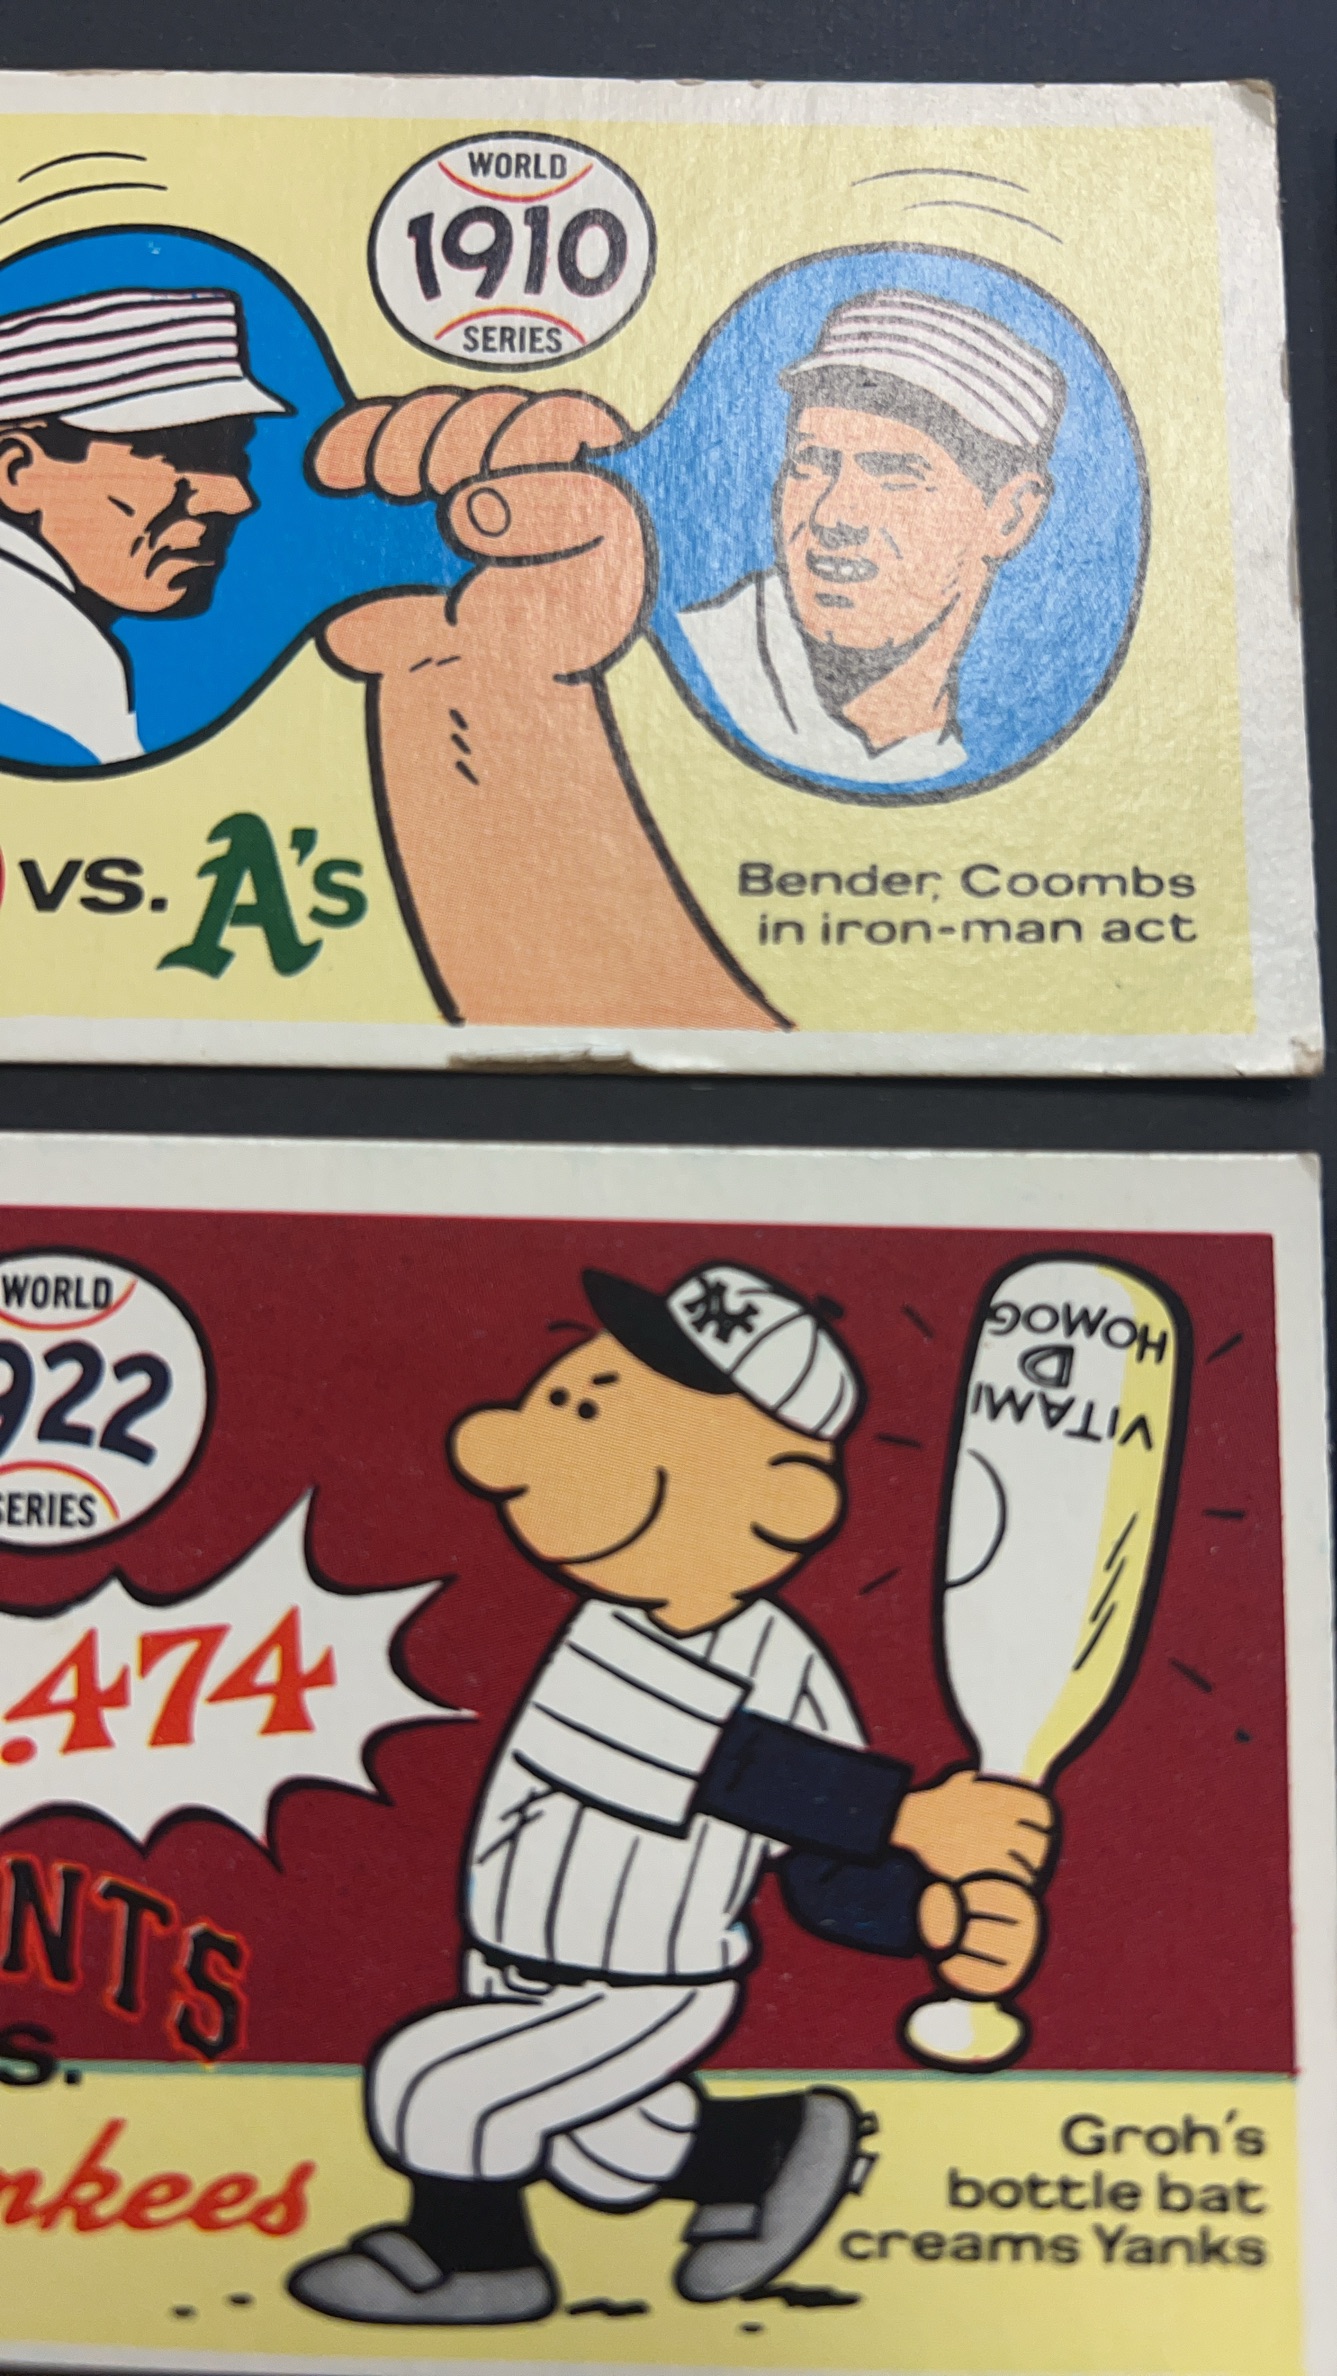 WORLD
1910
SERIES
vs. A's
Bender, Coombs
in iron-man act
WORLD
922
SERIES
HOMOG
D
VITAMI
.474
NTS
s.
nkees
Groh's
bottle bat
creams Yanks